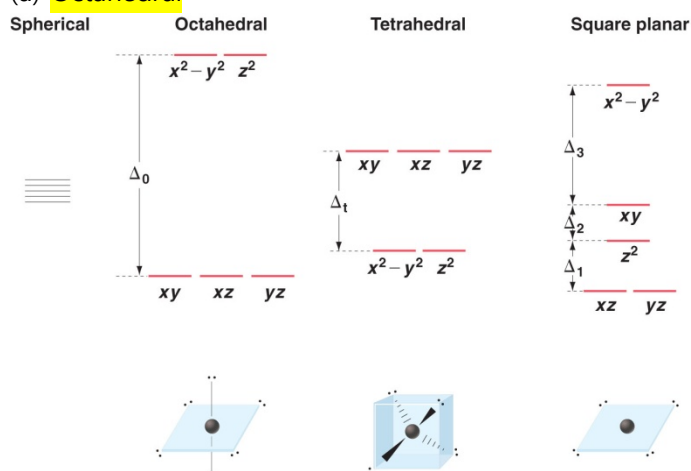 (a) Octahedral
Spherical Octahedral Tetrahedral Square planar
x² – y² z²
x² – y²
Δ₀
Δ₃
xy xz yz
Δₜ
xy
Δ₂
z²
x² – y² z²
Δ₁
xy xz yz
xz yz